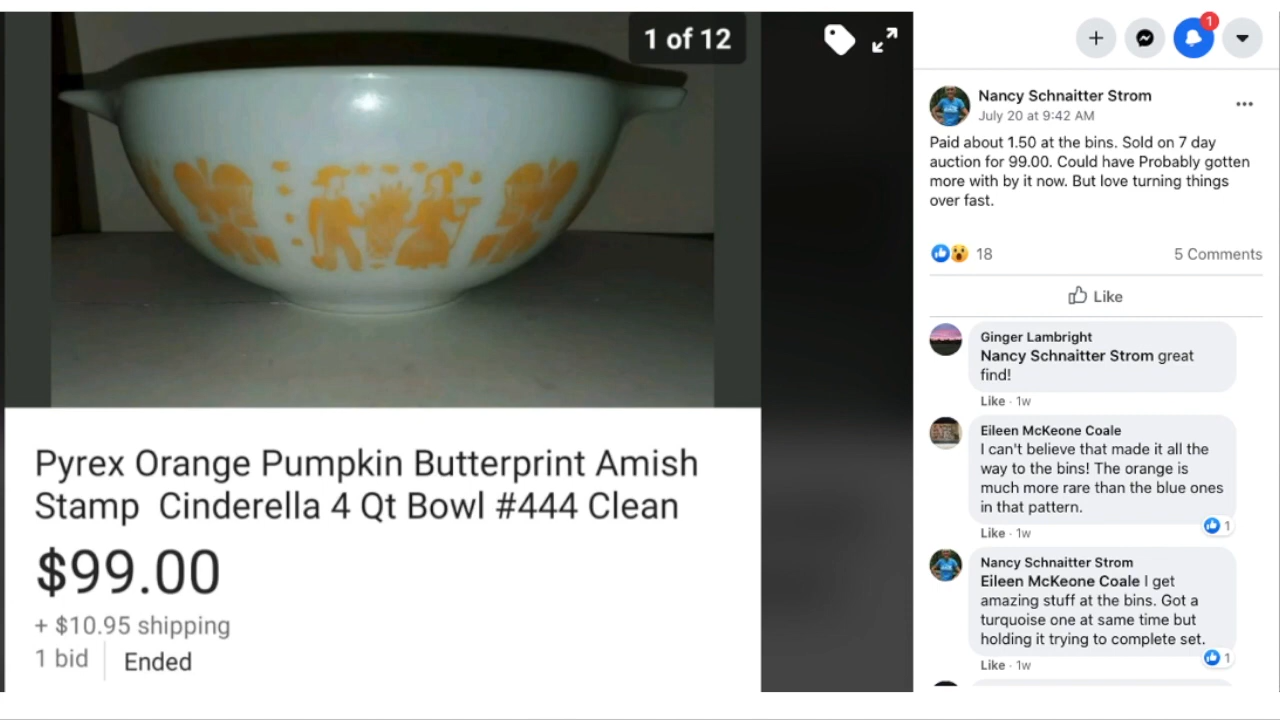 1 of 12
Pyrex Orange Pumpkin Butterprint Amish
Stamp Cinderella 4 Qt Bowl #444 Clean
$99.00
+ $10.95 shipping
1 bid
Ended
1
Nancy Schnaitter Strom
July 20 at 9:42 AM
Paid about 1.50 at the bins. Sold on 7 day
auction for 99.00. Could have Probably gotten
more with by it now. But love turning things
over fast.
18
5 Comments
Like
Ginger Lambright
Nancy Schnaitter Strom great
find!
Like · 1w
Eileen McKeone Coale
I can't believe that made it all the
way to the bins! The orange is
much more rare than the blue ones
in that pattern.
1
Like · 1w
Nancy Schnaitter Strom
Eileen McKeone Coale I get
amazing stuff at the bins. Got a
turquoise one at same time but
holding it trying to complete set.
1
Like · 1w